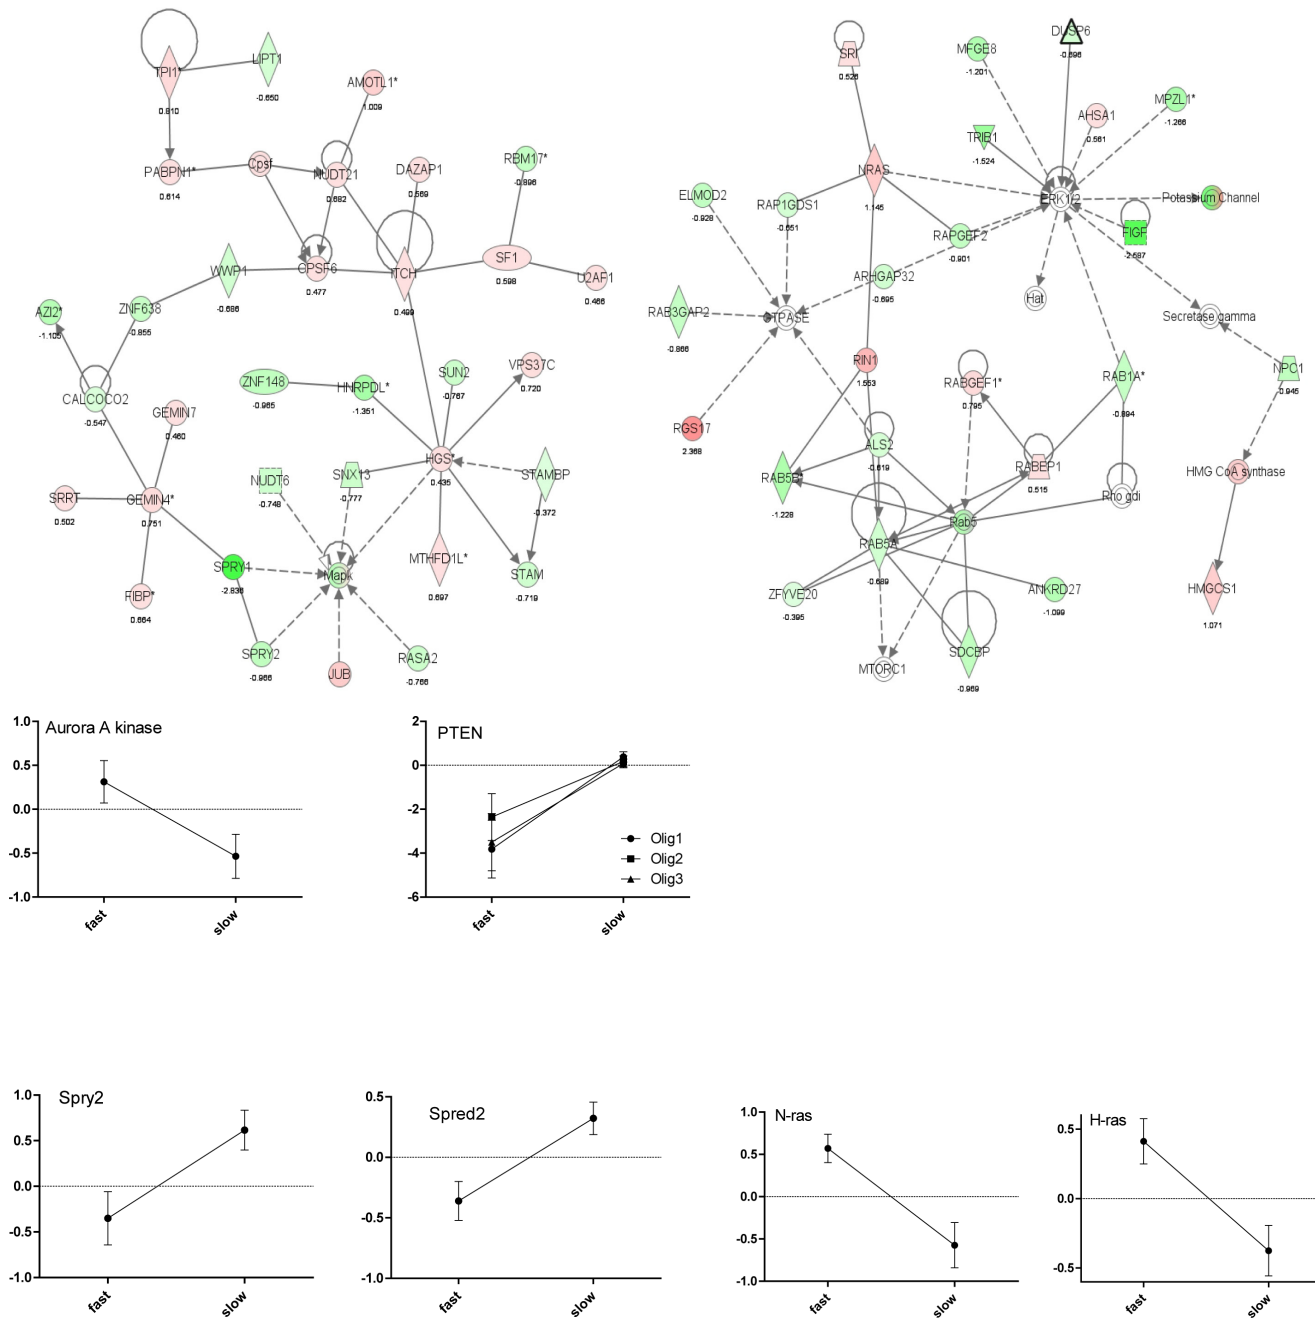 TPI1*
0.810
LIPT1
-0.650
AMOTL1*
1.009
PABPN1*
0.614
Cpsf
NUDT21
0.682
DAZAP1
0.569
RBM17*
-0.896
WWP1
-0.686
CPSF6
0.477
ITCH
0.499
SF1
0.598
U2AF1
0.466
AZI2*
-1.105
ZNF638
-0.855
CALCOCO2
-0.547
ZNF148
-0.965
HNRPDL*
-1.351
SUN2
-0.767
VPS37C
0.720
GEMIN7
0.460
NUDT6
-0.748
SNX13
-0.777
HGS*
0.435
STAMBP
-0.372
SRRT
0.502
GEMIN4*
0.751
SPRY1
-2.836
Mapk
MTHFD1L*
0.697
STAM
-0.719
FIBP*
0.664
SPRY2
-0.966
JUB
RASA2
-0.766
SRI
0.526
MFGE8
-1.201
DUSP6
-0.696
MPZL1*
-1.266
AHSA1
-0.561
TRIB1
-1.524
NRAS
1.145
ELMOD2
-0.928
RAP1GDS1
-0.651
ERK1/2
Potassium Channel
RAPGEF2
-0.901
FIGF
-2.587
ARHGAP32
-0.695
RAB3GAP2
-0.866
GTPASE
Hat
Secretase gamma
RIN1
1.553
RABGEF1*
0.795
RAB1A*
-0.894
NPC1
-0.945
RGS17
2.368
ALS2
-0.619
RAB5B*
-1.228
RABEP1
0.515
HMG CoA synthase
Rho gdi
Rab5
RAB5A
-0.689
ZFYVE20
-0.395
ANKRD27
-1.099
HMGCS1
1.071
MTORC1
SDCBP
-0.969
Aurora A kinase
1.0
0.5
0.0
-0.5
-1.0
fast
slow
PTEN
2
0
-2
-4
-6
Olig1
Olig2
Olig3
fast
slow
Spry2
1.0
0.5
0.0
-0.5
-1.0
fast
slow
Spred2
0.5
0.0
-0.5
-1.0
fast
slow
N-ras
1.0
0.5
0.0
-0.5
-1.0
fast
slow
H-ras
0.5
0.0
-0.5
fast
slow